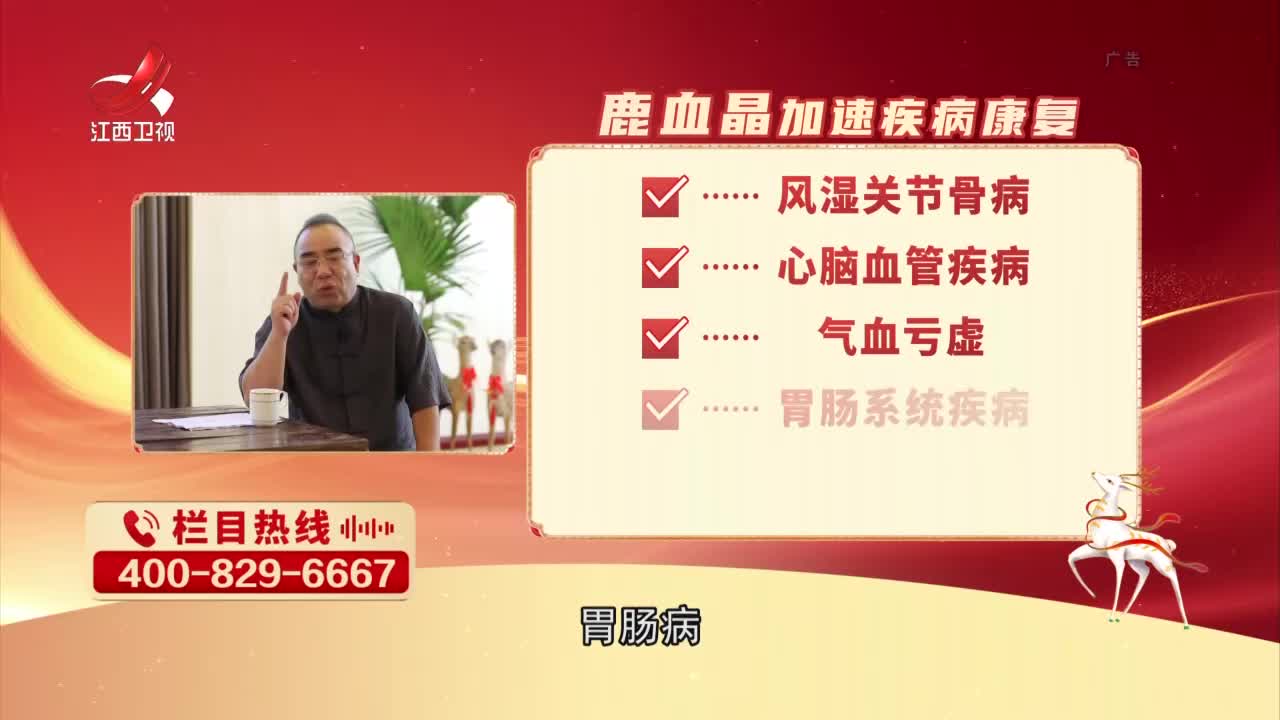 江西卫视
广告
鹿血晶加速疾病康复
…… 风湿关节骨病
…… 心脑血管疾病
…… 气血亏虚
…… 胃肠系统疾病
栏目热线
400-829-6667
胃肠病